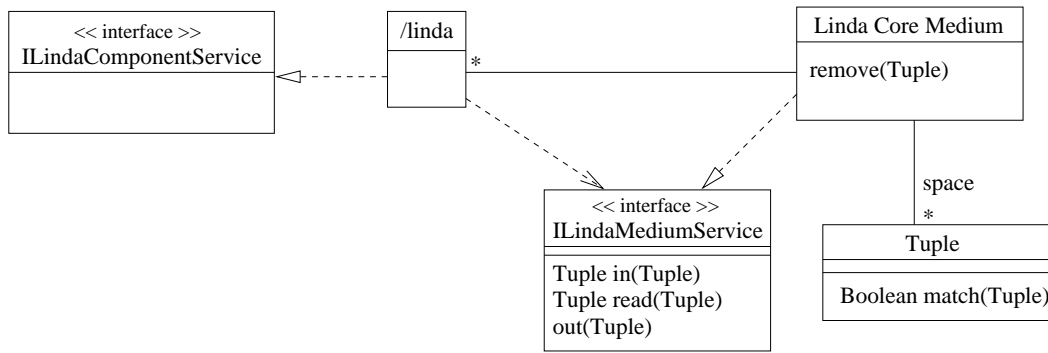 << interface >>
ILindaComponentService
/linda
*
Linda Core Medium
remove(Tuple)
<< interface >>
ILindaMediumService
Tuple in(Tuple)
Tuple read(Tuple)
out(Tuple)
space
*
Tuple
Boolean match(Tuple)